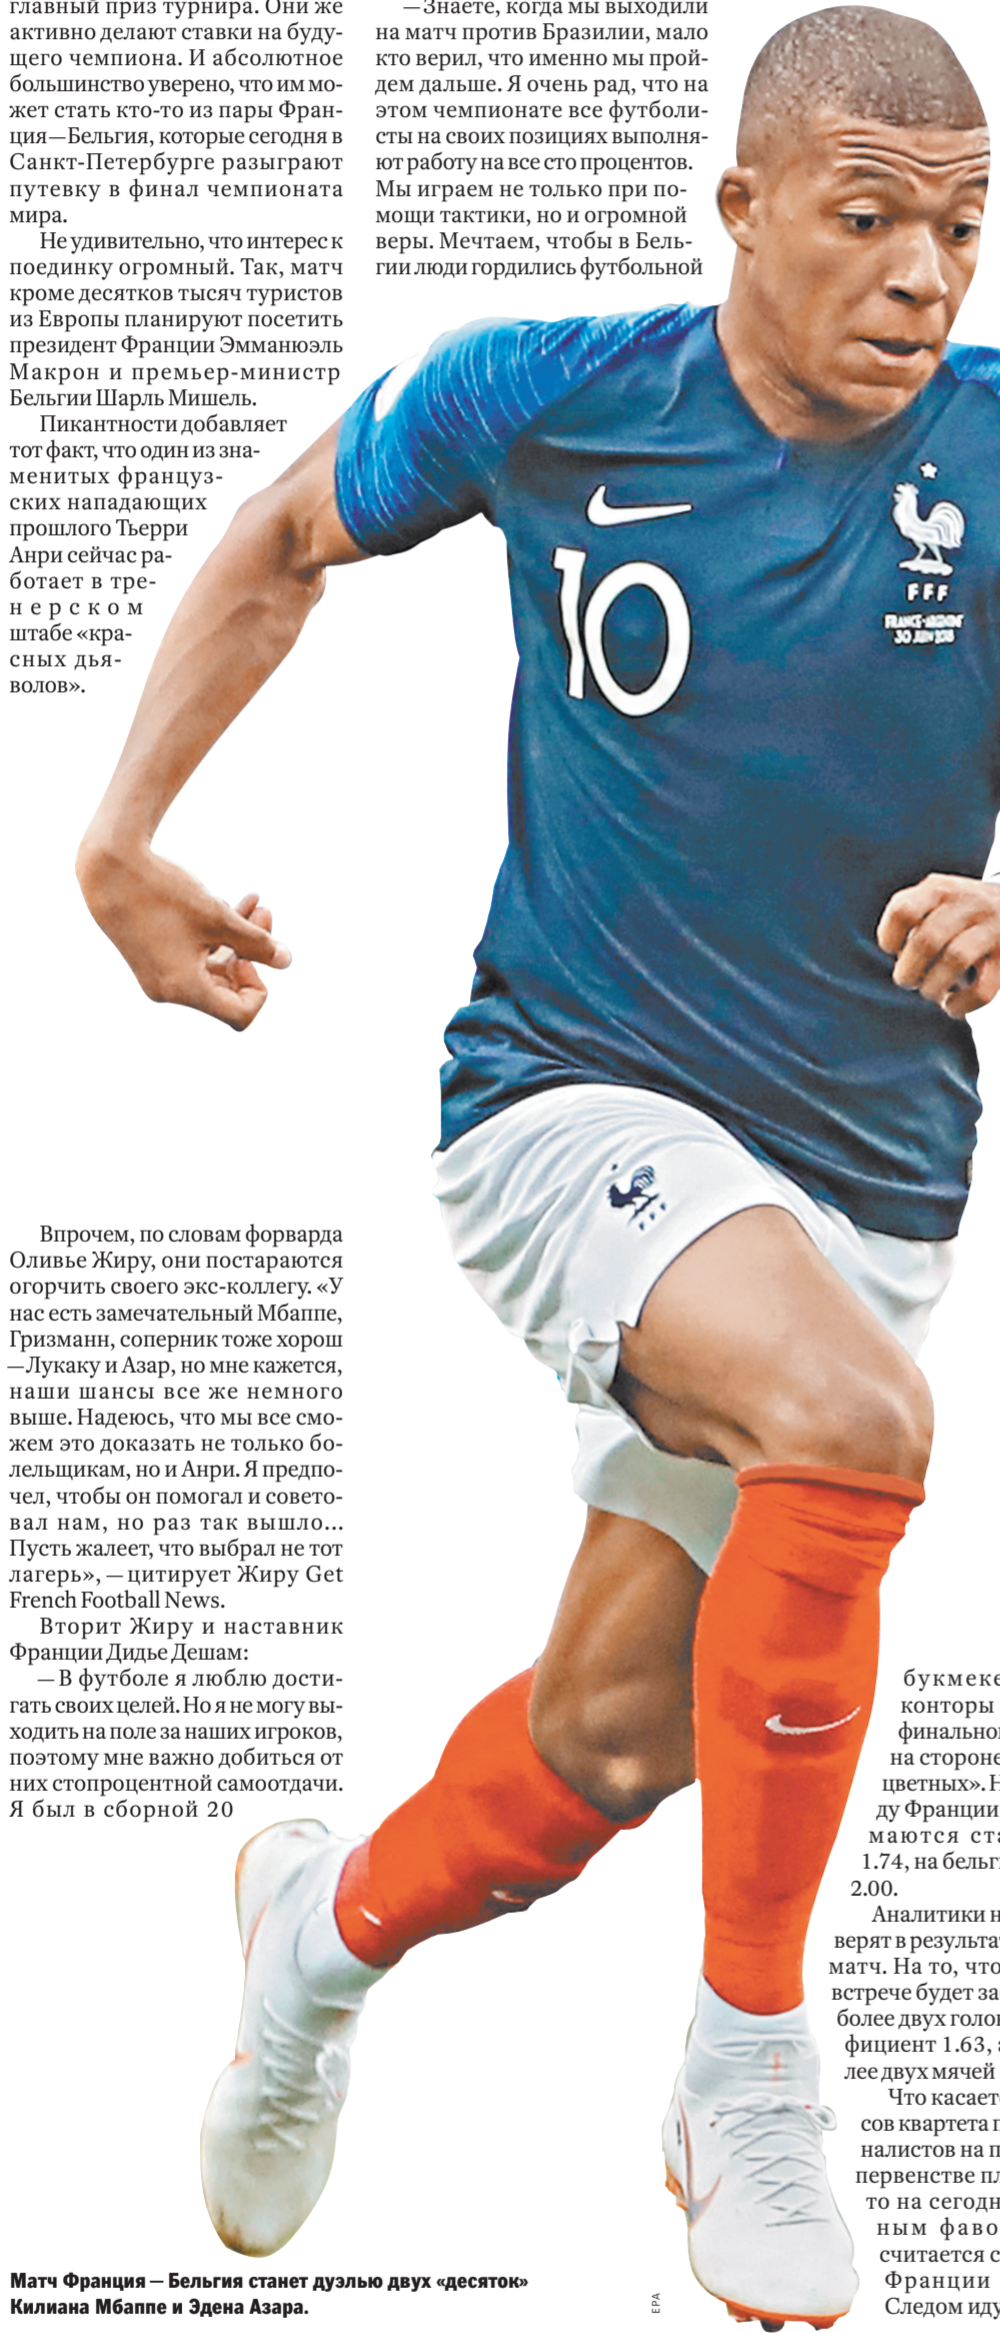 главный приз турнира. Они же
активно делают ставки на буду-
щего чемпиона. И абсолютное
большинство уверено, что им мо-
жет стать кто-то из пары Фран-
ция—Бельгия, которые сегодня в
Санкт-Петербурге разыграют
путевку в финал чемпионата
мира.
Не удивительно, что интерес к
поединку огромный. Так, матч
кроме десятков тысяч туристов
из Европы планируют посетить
президент Франции Эмманюэль
Макрон и премьер-министр
Бельгии Шарль Мишель.
Пикантности добавляет
тот факт, что один из зна-
менитых француз-
ских нападающих
прошлого Тьерри
Анри сейчас ра-
ботает в тре-
нерском
штабе «кра-
сных дья-
волов».
Впрочем, по словам форварда
Оливье Жиру, они постараются
огорчить своего экс-коллегу. «У
нас есть замечательный Мбаппе,
Гризманн, соперник тоже хорош
—Лукаку и Азар, но мне кажется,
наши шансы все же немного
выше. Надеюсь, что мы все смо-
жем это доказать не только бо-
лельщикам, но и Анри. Я предпо-
чел, чтобы он помогал и совето-
вал нам, но раз так вышло...
Пусть жалеет, что выбрал не тот
лагерь», — цитирует Жиру Get
French Football News.
Вторит Жиру и наставник
Франции Дидье Дешам:
— В футболе я люблю дости-
гать своих целей. Но я не могу вы-
ходить на поле за наших игроков,
поэтому мне важно добиться от
них стопроцентной самоотдачи.
Я был в сборной 20
— Знаете, когда мы выходили
на матч против Бразилии, мало
кто верил, что именно мы прой-
дем дальше. Я очень рад, что на
этом чемпионате все футболи-
сты на своих позициях выполня-
ют работу на все сто процентов.
Мы играем не только при по-
мощи тактики, но и огромной
веры. Мечтаем, чтобы в Бель-
гии люди гордились футбольной
10
FFF
FRANCE-ARGENTINE
30 JUIN 2018
FFF
букмеке
конторы
финально
на стороне
цветных». Н
ду Франции
маются ста
1.74, на бельг
2.00.
Аналитики н
верят в результа
матч. На то, что
встрече будет за
более двух голо
фициент 1.63, а
лее двух мячей
Что касает
сов квартета п
налистов на п
первенстве пл
то на сегодн
ным фаво
считается с
Франции
Следом иду
Матч Франция — Бельгия станет дуэлью двух «десяток»
Килиана Мбаппе и Эдена Азара.
EPA